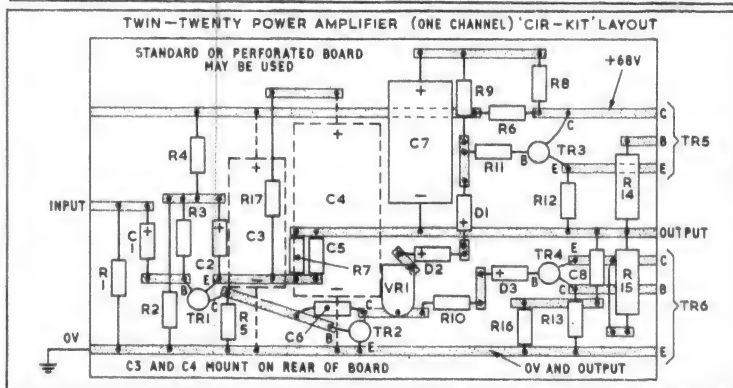 TWIN-TWENTY POWER AMPLIFIER (ONE CHANNEL) 'CIR-KIT' LAYOUT
STANDARD OR PERFORATED BOARD
MAY BE USED
+68V
R9
R8
C
C7
R6
C
TR5
R4
TR3
B
R11
B
E
E
R17
C4
R12
R14
INPUT
R3
C3
D1
C1
C2
C5
OUTPUT
R7
D2
TR4
E
C8
C
R1
R2
B
E
C
TR1
R5
VR1
D3
B
C
R15
B
TR6
C
B
TR2
R10
R16
R13
C6
E
0V
E
C3 AND C4 MOUNT ON REAR OF BOARD
0V AND OUTPUT